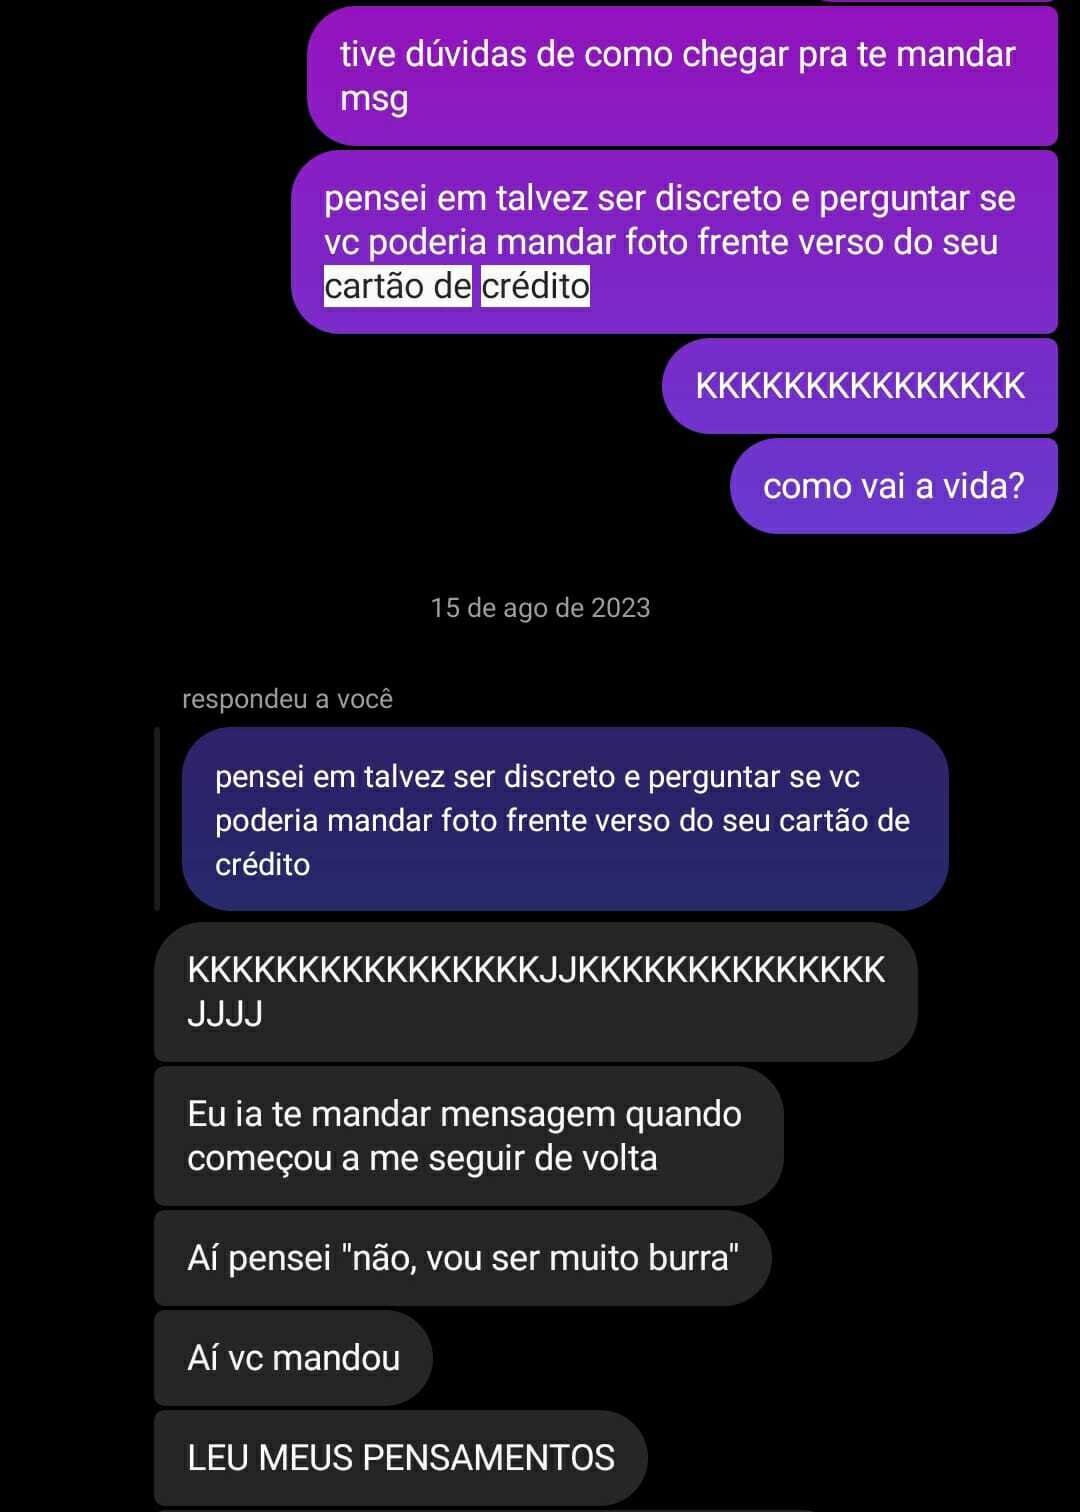 tive dúvidas de como chegar pra te mandar
msg
pensei em talvez ser discreto e perguntar se
vc poderia mandar foto frente verso do seu
cartão de crédito
KKKKKKKKKKKKKKK
como vai a vida?
15 de ago de 2023
respondeu a você
pensei em talvez ser discreto e perguntar se vc
poderia mandar foto frente verso do seu cartão de
crédito
KKKKKKKKKKKKKKKKJJKKKKKKKKKKKKKK
JJJJ
Eu ia te mandar mensagem quando
começou a me seguir de volta
Aí pensei "não, vou ser muito burra"
Aí vc mandou
LEU MEUS PENSAMENTOS